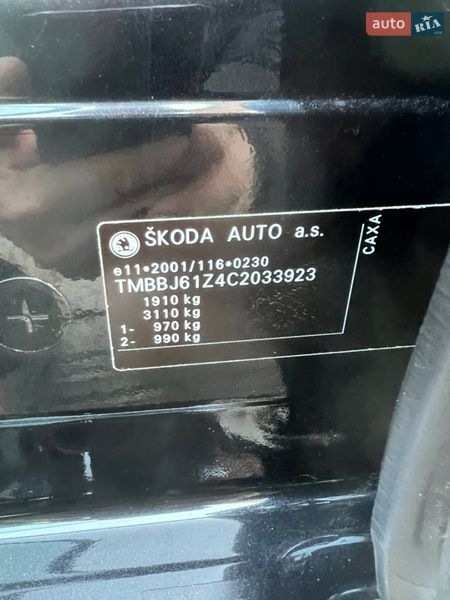 auto RIA.com
ŠKODA AUTO a.s.
e11*2001/116*0230
TMBBJ61Z4C2033923
1910 kg
3110 kg
1- 970 kg
2- 990 kg
CAXA